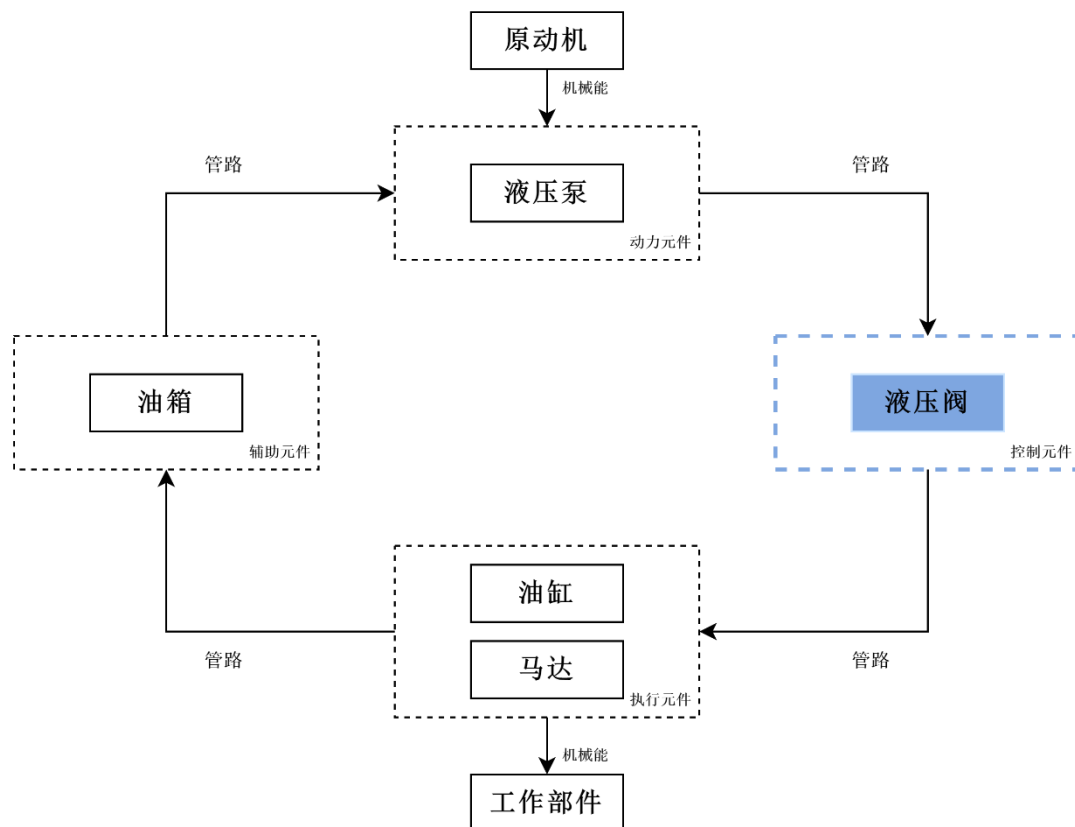 原动机
机械能
管路
管路
液压泵
动力元件
油箱
辅助元件
液压阀
控制元件
油缸
马达
执行元件
管路
管路
机械能
工作部件